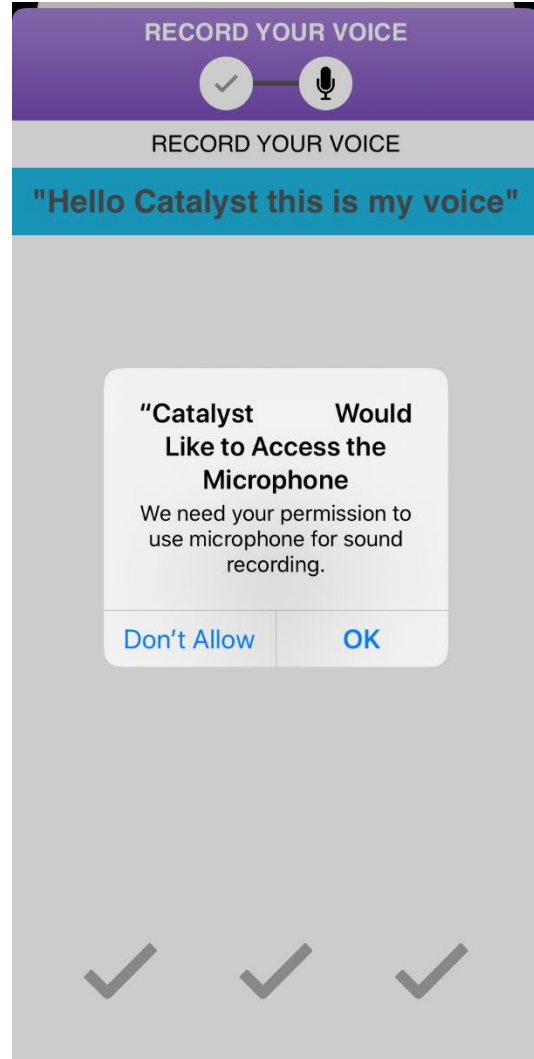 RECORD YOUR VOICE
RECORD YOUR VOICE
"Hello Catalyst this is my voice"
“Catalyst Would
Like to Access the
Microphone
We need your permission to
use microphone for sound
recording.
Don’t Allow OK